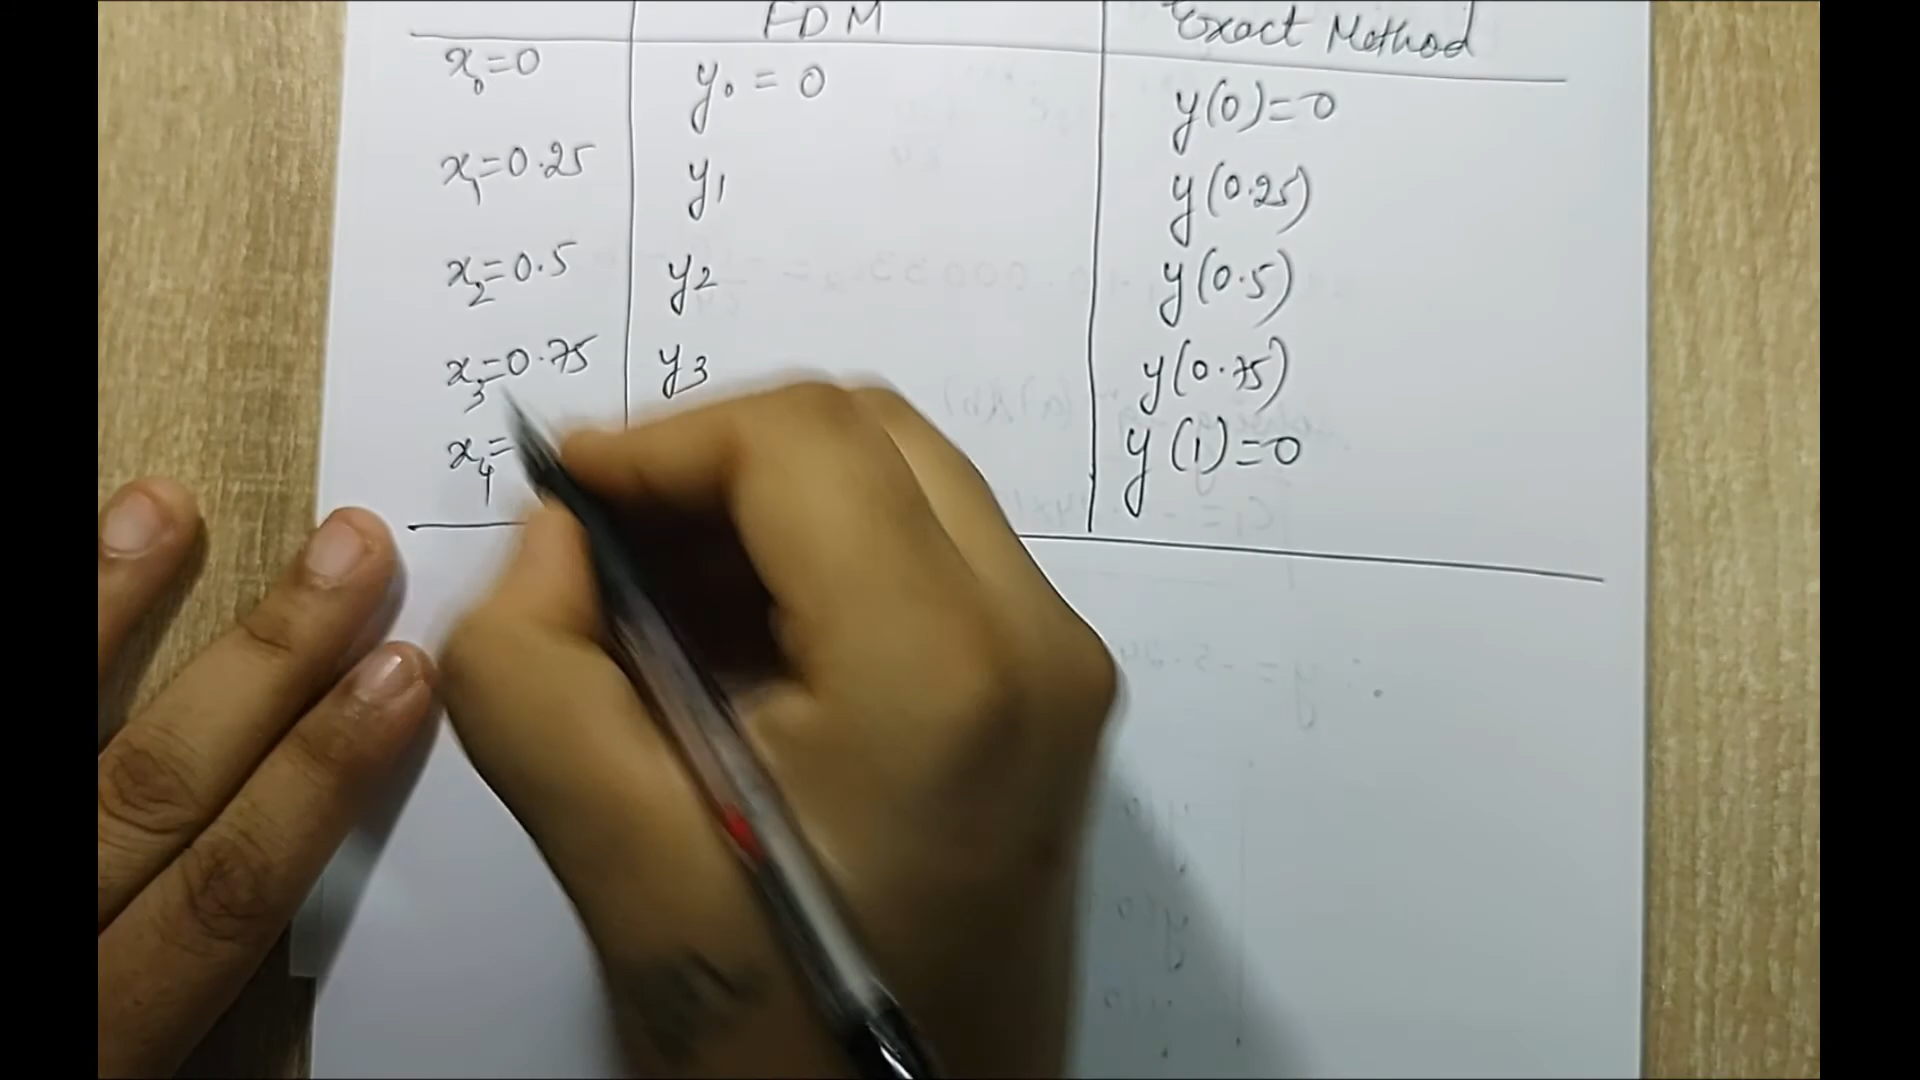 FDM Exact Method
x₀=0 y₀ = 0 y(0)=0
x₁=0.25 y₁ y(0.25)
x₂=0.5 y₂ y(0.5)
x₃=0.75 y₃ y(0.75)
x₄= y(1)=0